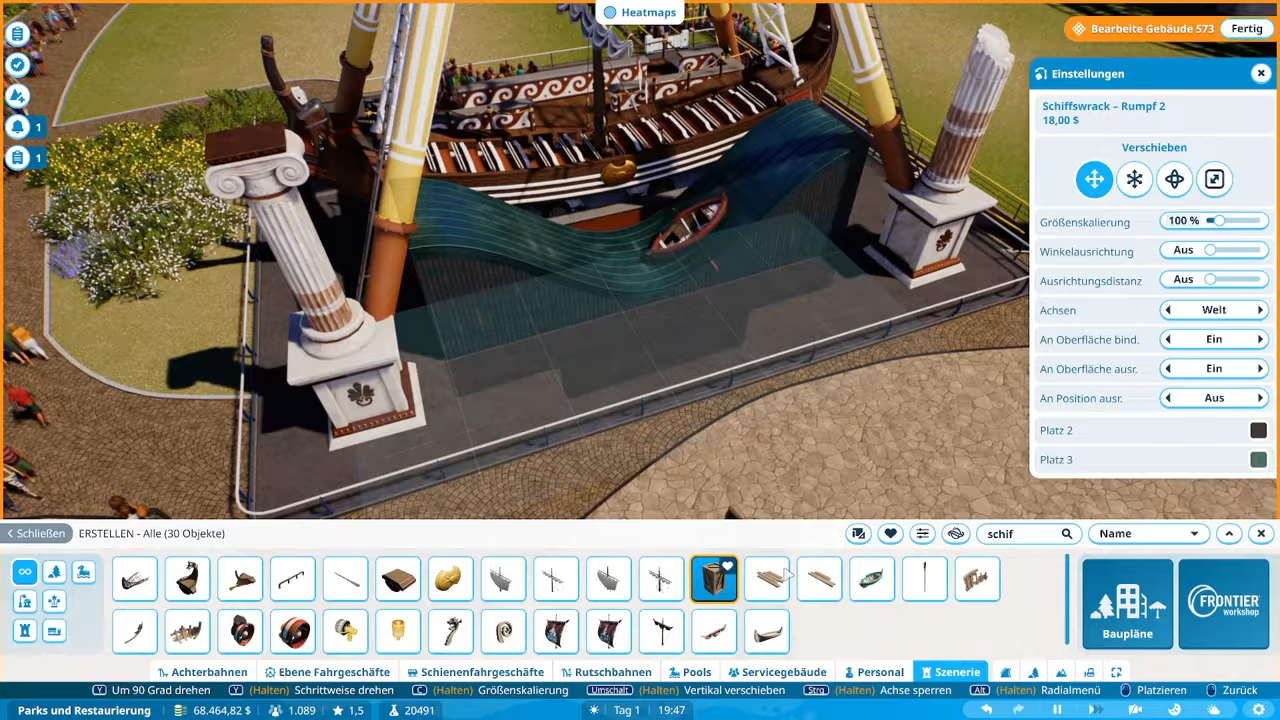 Heatmaps
Bearbeite Gebäude 573
Fertig
1
1
Einstellungen
Schiffswrack – Rumpf 2
18,00 $
Verschieben
Größenskalierung 100 %
Winkelausrichtung Aus
Ausrichtungsdistanz Aus
Achsen Welt
An Oberfläche bind. Ein
An Oberfläche ausr. Ein
An Position ausr. Aus
Platz 2
Platz 3
Schließen ERSTELLEN - Alle (30 Objekte)
schif
Name
Baupläne
FRONTIER workshop
Achterbahnen Ebene Fahrgeschäfte Schienenfahrgeschäfte Rutschbahnen Pools Servicegebäude Personal Szenerie
Y Um 90 Grad drehen Y (Halten) Schrittweise drehen C (Halten) Größenskalierung Umschalt (Halten) Vertikal verschieben Strg (Halten) Achse sperren Alt (Halten) Radialmenü Platzieren Zurück
Parks und Restaurierung 68.464,82 $ 1.089 1,5 20491 Tag 1 19:47